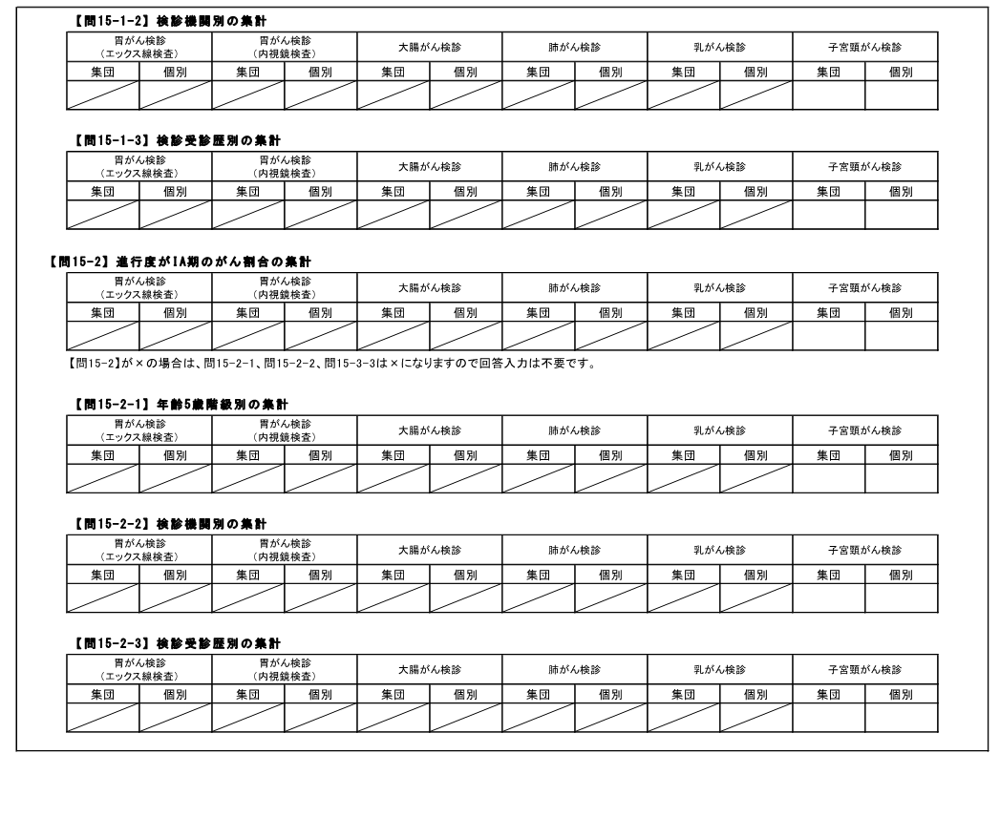 【問15-1-2】検診機関別の集計
胃がん検診 胃がん検診 大腸がん検診 肺がん検診 乳がん検診 子宮頸がん検診
（エックス線検査） （内視鏡検査）
集団 個別 集団 個別 集団 個別 集団 個別 集団 個別 集団 個別
【問15-1-3】検診受診歴別の集計
胃がん検診 胃がん検診 大腸がん検診 肺がん検診 乳がん検診 子宮頸がん検診
（エックス線検査） （内視鏡検査）
集団 個別 集団 個別 集団 個別 集団 個別 集団 個別 集団 個別
【問15-2】進行度がIA期のがん割合の集計
胃がん検診 胃がん検診 大腸がん検診 肺がん検診 乳がん検診 子宮頸がん検診
（エックス線検査） （内視鏡検査）
集団 個別 集団 個別 集団 個別 集団 個別 集団 個別 集団 個別
【問15-2】が×の場合は、問15-2-1、問15-2-2、問15-3-3は×になりますので回答入力は不要です。
【問15-2-1】年齢5歳階級別の集計
胃がん検診 胃がん検診 大腸がん検診 肺がん検診 乳がん検診 子宮頸がん検診
（エックス線検査） （内視鏡検査）
集団 個別 集団 個別 集団 個別 集団 個別 集団 個別 集団 個別
【問15-2-2】検診機関別の集計
胃がん検診 胃がん検診 大腸がん検診 肺がん検診 乳がん検診 子宮頸がん検診
（エックス線検査） （内視鏡検査）
集団 個別 集団 個別 集団 個別 集団 個別 集団 個別 集団 個別
【問15-2-3】検診受診歴別の集計
胃がん検診 胃がん検診 大腸がん検診 肺がん検診 乳がん検診 子宮頸がん検診
（エックス線検査） （内視鏡検査）
集団 個別 集団 個別 集団 個別 集団 個別 集団 個別 集団 個別